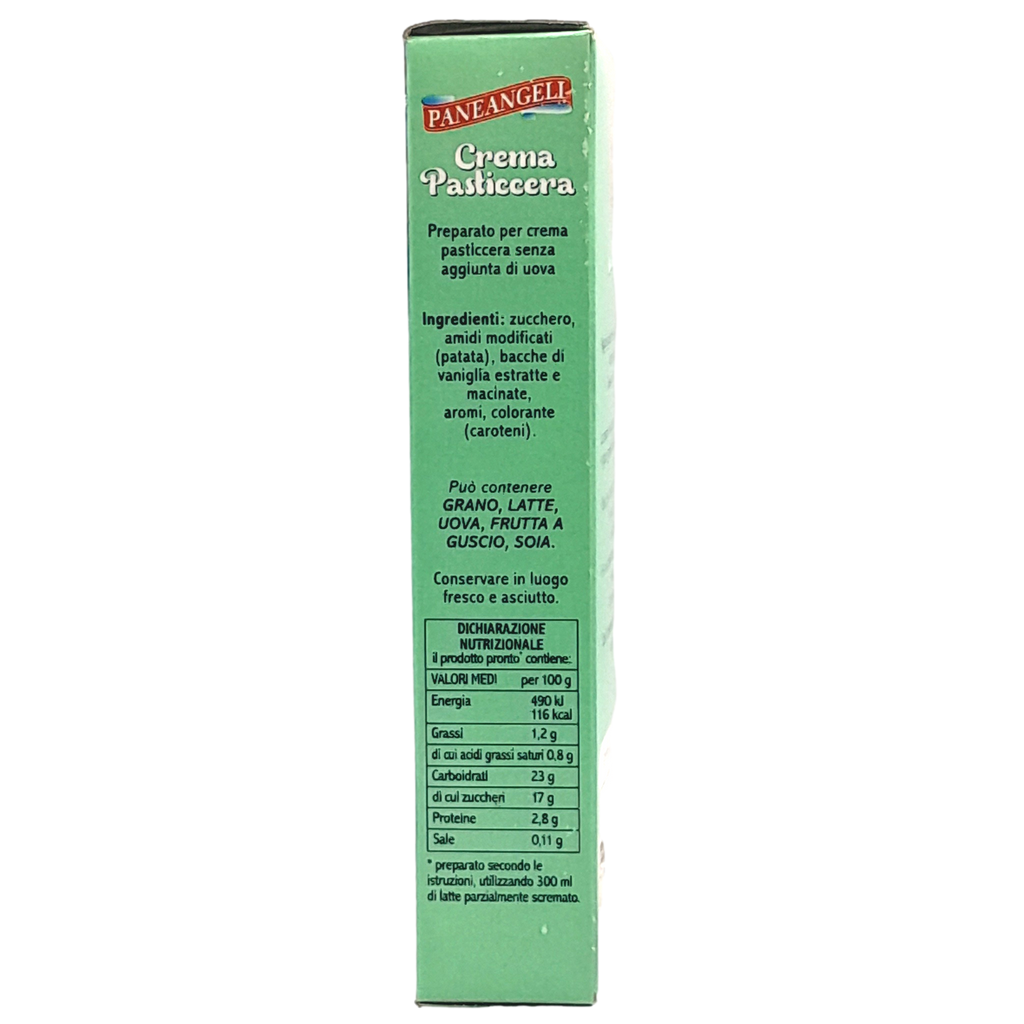 PANEANGELI
Crema
Pasticcera
Preparato per crema
pasticcera senza
aggiunta di uova
Ingredienti: zucchero,
amidi modificati
(patata), bacche di
vaniglia estratte e
macinate,
aromi, colorante
(caroteni).
Può contenere
GRANO, LATTE,
UOVA, FRUTTA A
GUSCIO, SOIA.
Conservare in luogo
fresco e asciutto.
DICHIARAZIONE
NUTRIZIONALE
il prodotto pronto* contiene:
VALORI MEDI per 100 g
Energia 490 kJ
116 kcal
Grassi 1,2 g
di cui acidi grassi saturi 0,8 g
Carboidrati 23 g
di cui zuccheri 17 g
Proteine 2,8 g
Sale 0,11 g
* preparato secondo le
istruzioni, utilizzando 300 ml
di latte parzialmente scremato.